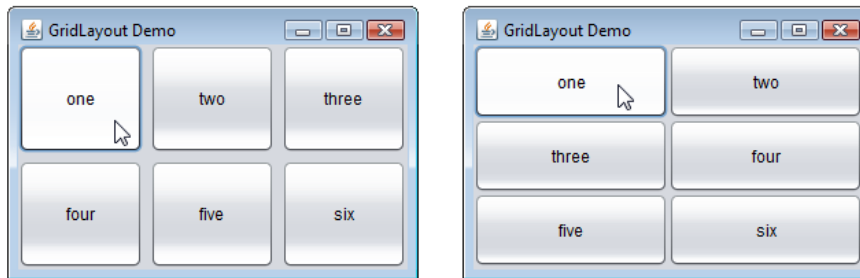 GridLayout Demo
one two three
four five six
GridLayout Demo
one two
three four
five six